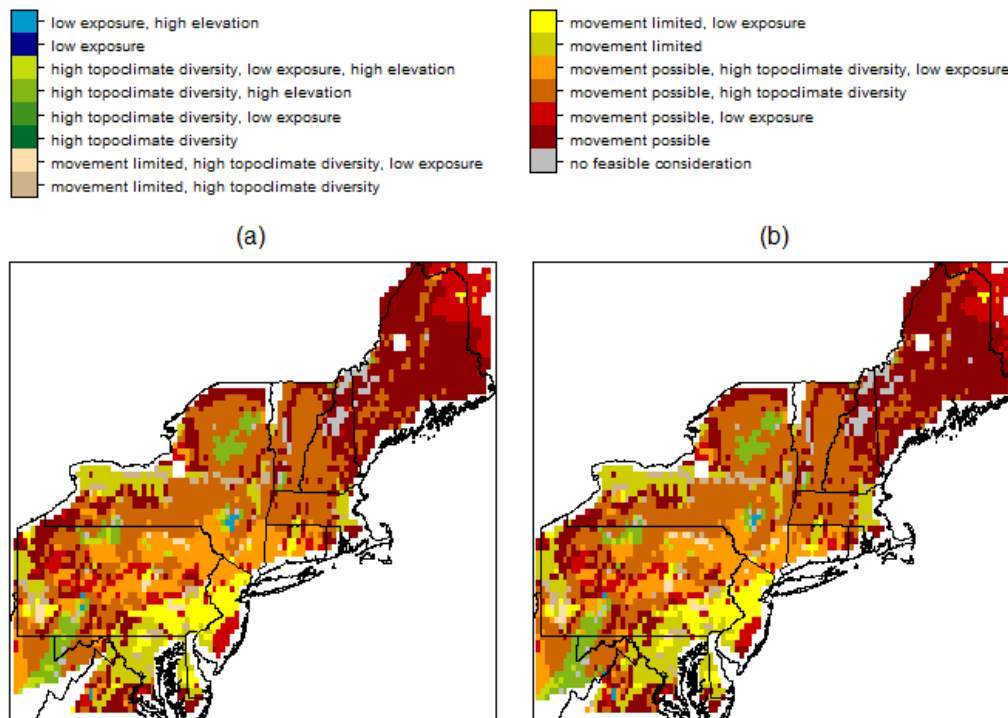 low exposure, high elevation
low exposure
high topoclimate diversity, low exposure, high elevation
high topoclimate diversity, high elevation
high topoclimate diversity, low exposure
high topoclimate diversity
movement limited, high topoclimate diversity, low exposure
movement limited, high topoclimate diversity
movement limited, low exposure
movement limited
movement possible, high topoclimate diversity, low exposure
movement possible, high topoclimate diversity
movement possible, low exposure
movement possible
no feasible consideration
(a)
(b)